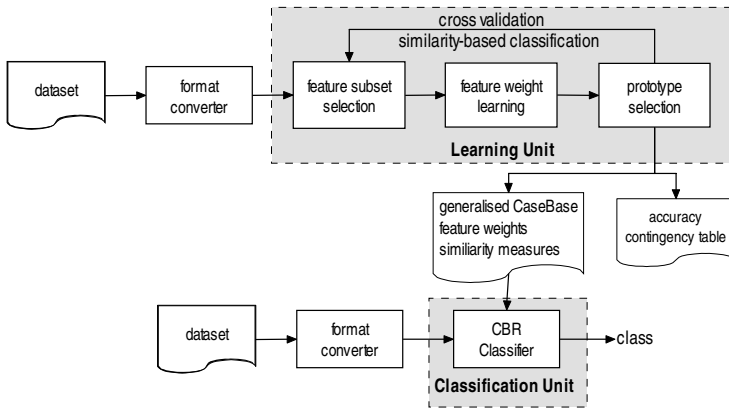 cross validation
similarity-based classification
dataset
format
converter
feature subset
selection
feature weight
learning
prototype
selection
Learning Unit
generalised CaseBase
feature weights
similiarity measures
accuracy
contingency table
dataset
format
converter
CBR
Classifier
class
Classification Unit